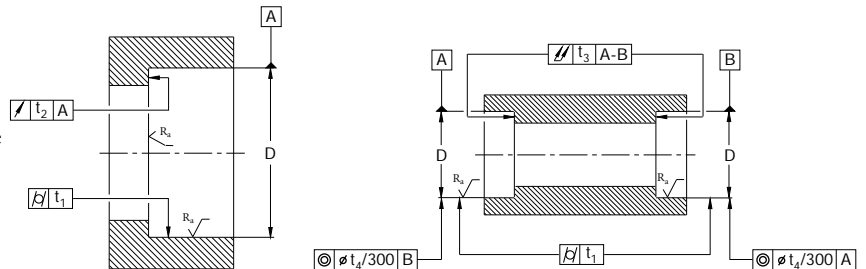 A
t₂ A
Rₐ
D
t₁
Rₐ
t₃ A-B
A
B
D
D
Rₐ
Rₐ
◎ ⌀ t₄/300 B
t₁
◎ ⌀ t₄/300 A